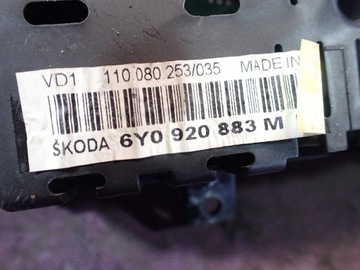 VD1 110 080 253/035 MADE IN
ŠKODA 6Y0 920 883 M